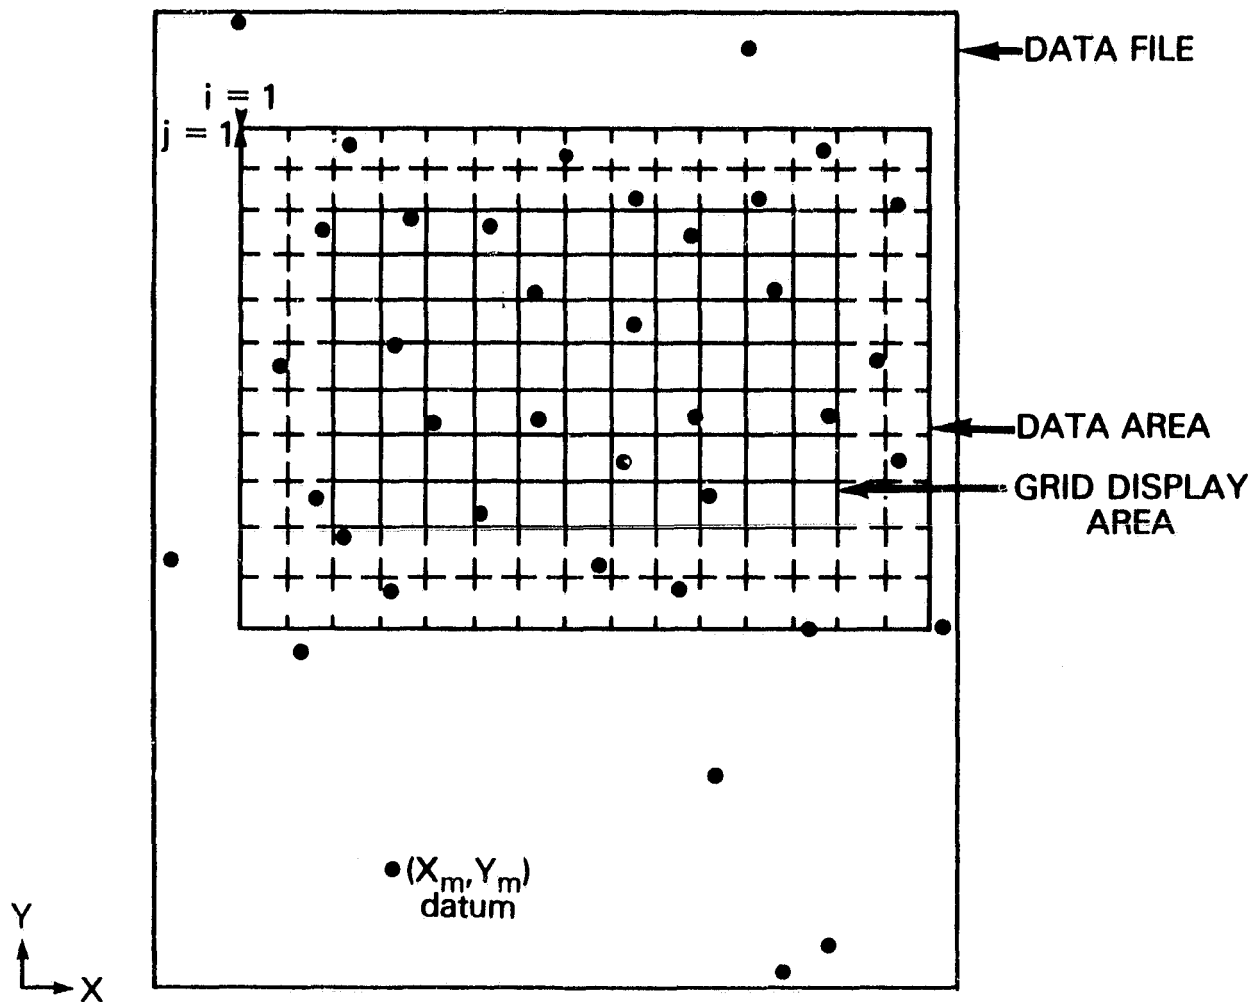 DATA FILE
i = 1
j = 1
DATA AREA
GRID DISPLAY
AREA
(Xm, Ym)
datum
Y
X